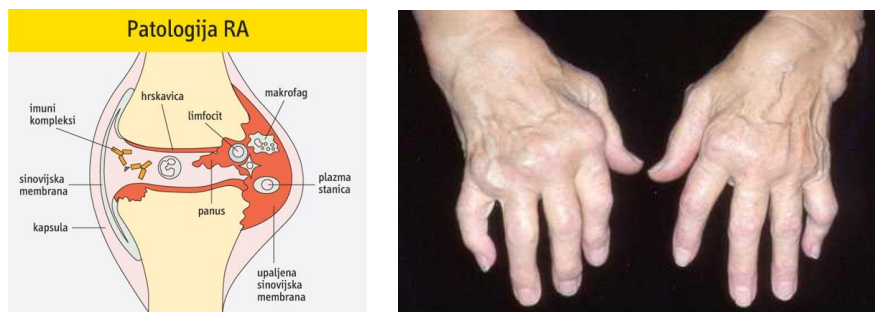 Patologija RA
imuni
kompleksi
hrskavica
limfocit
makrofag
sinovijska
membrana
plazma
stanica
panus
kapsula
upaljena
sinovijska
membrana